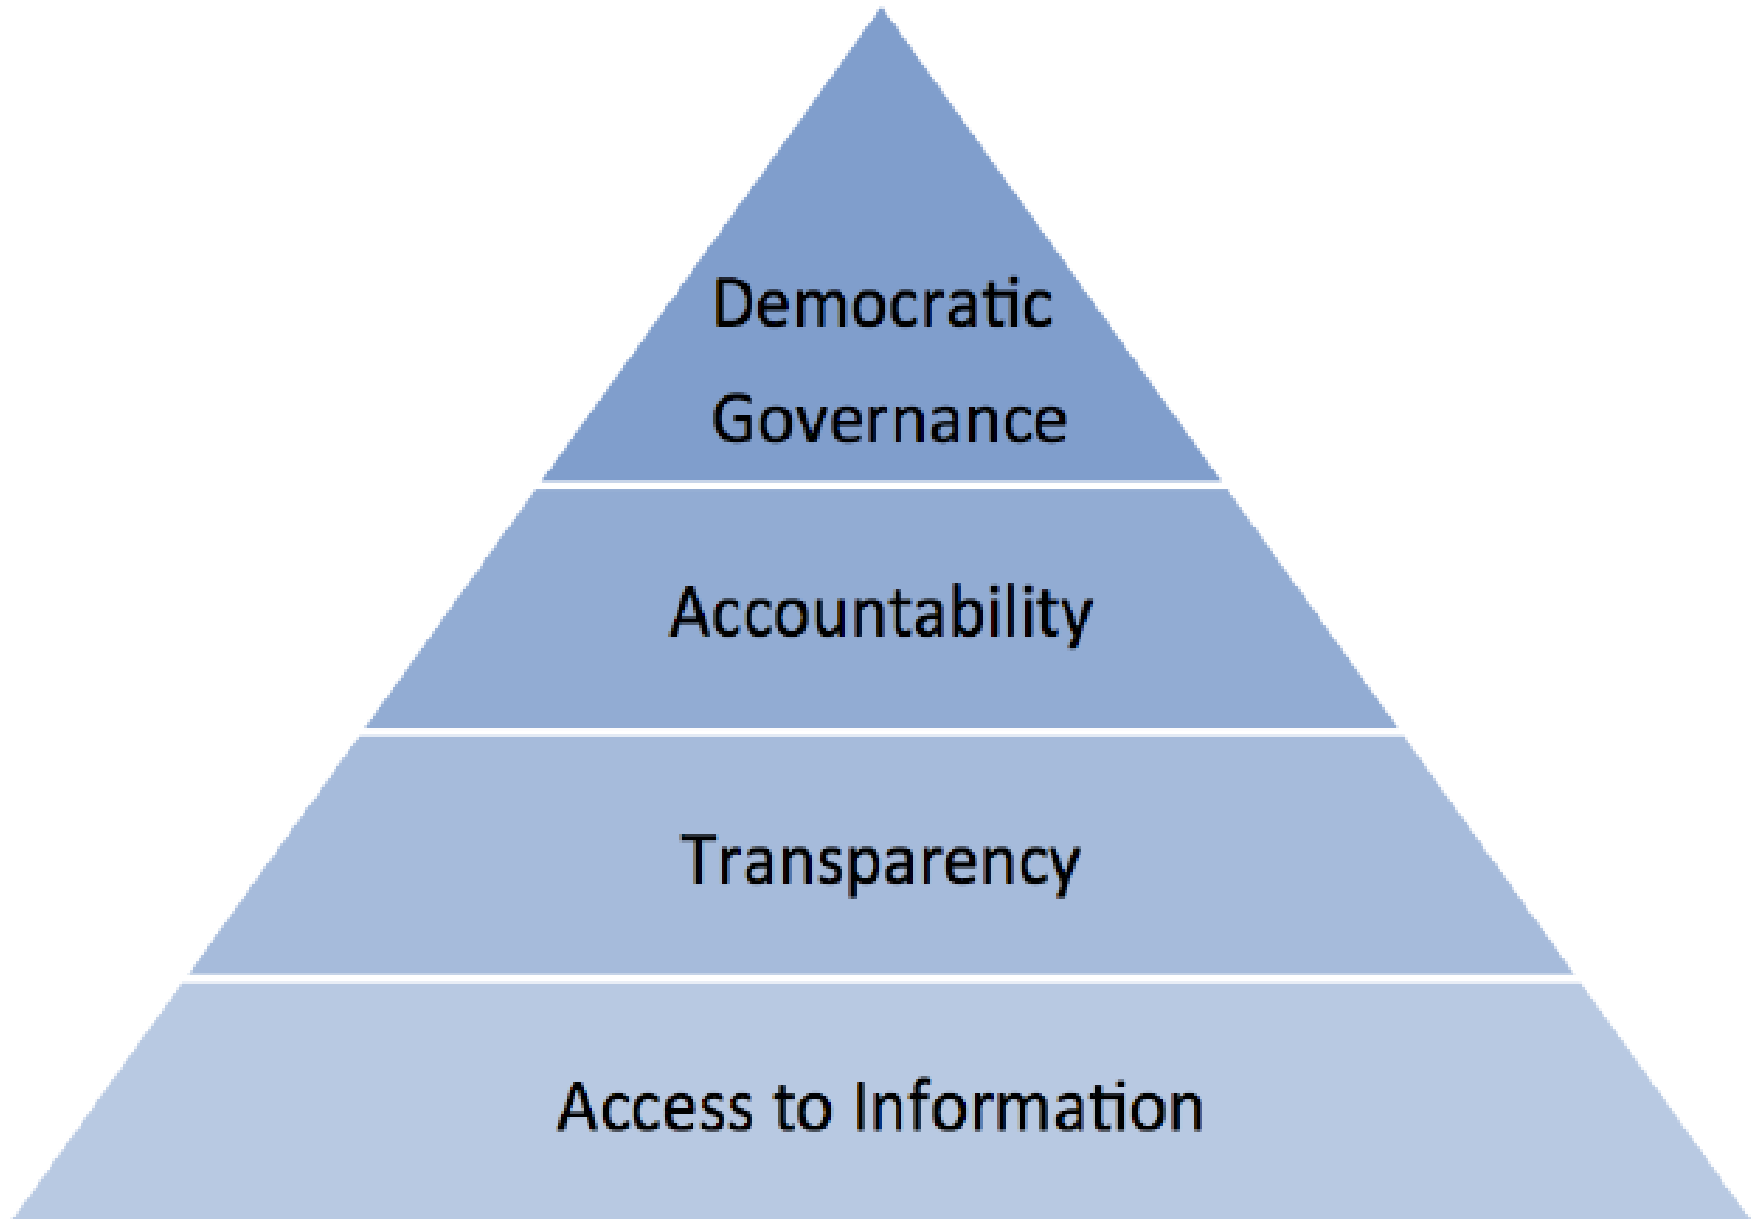 Democratic
Governance
Accountability
Transparency
Access to Information